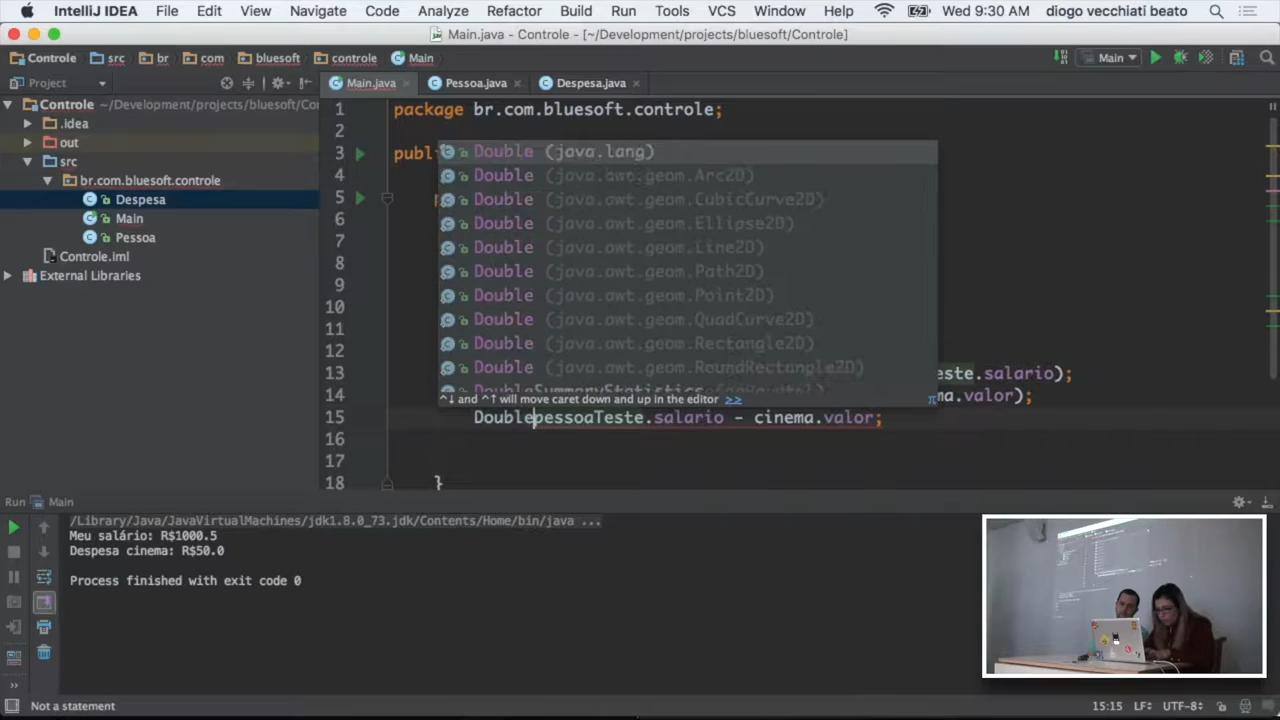 IntelliJ IDEA File Edit View Navigate Code Analyze Refactor Build Run Tools VCS Window Help Wed 9:30 AM diogo vecchiati beato
Main.java - Controle - [~/Development/projects/bluesoft/Controle]
Controle src br com bluesoft controle Main Main
Project Main.java Pessoa.java Despesa.java
Controle ~/Development/projects/bluesoft/Co
.idea
out
src
br.com.bluesoft.controle
Despesa
Main
Pessoa
Controle.iml
External Libraries
1 package br.com.bluesoft.controle;
2
3 publi
4
5
6
7
8
9
10
11
12
13 este.salario);
14 ma.valor);
15 DoublepessoaTeste.salario - cinema.valor;
16
17
18 }
Double (java.lang)
Double (java.awt.geom.Arc2D)
Double (java.awt.geom.CubicCurve2D)
Double (java.awt.geom.Ellipse2D)
Double (java.awt.geom.Line2D)
Double (java.awt.geom.Path2D)
Double (java.awt.geom.Point2D)
Double (java.awt.geom.QuadCurve2D)
Double (java.awt.geom.Rectangle2D)
Double (java.awt.geom.RoundRectangle2D)
DoubleSummaryStatistics
^↓ and ^↑ will move caret down and up in the editor >> π
Run Main
/Library/Java/JavaVirtualMachines/jdk1.8.0_73.jdk/Contents/Home/bin/java ...
Meu salário: R$1000.5
Despesa cinema: R$50.0
Process finished with exit code 0
Not a statement 15:15 LF÷ UTF-8÷